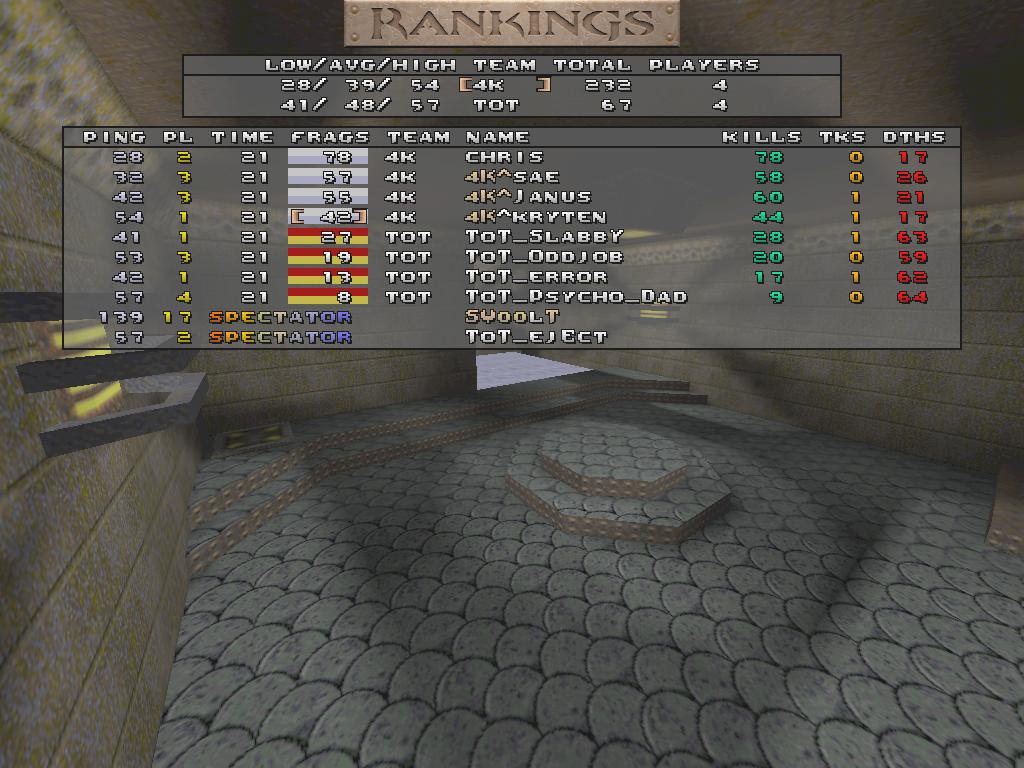 RANKINGS
LOW/AVG/HIGH TEAM TOTAL PLAYERS
28/ 39/ 54 [4K ] 232 4
41/ 48/ 57 TOT 67 4
PING PL TIME FRAGS TEAM NAME KILLS TKS DTHS
28 2 21 78 4K CHRIS 78 0 17
32 3 21 57 4K 4K^SAE 58 0 26
42 3 21 55 4K 4K^JANUS 60 1 21
54 1 21 [ 42] 4K 4K^KRYTEN 44 1 17
41 1 21 27 TOT TOT_SLABBY 28 1 63
53 3 21 19 TOT TOT_ODDJOB 20 0 59
42 1 21 13 TOT TOT_ERROR 17 1 62
57 4 21 8 TOT TOT_PSYCHO_DAD 9 0 64
139 17 SPECTATOR SQOOLT
57 2 SPECTATOR TOT_EJECT